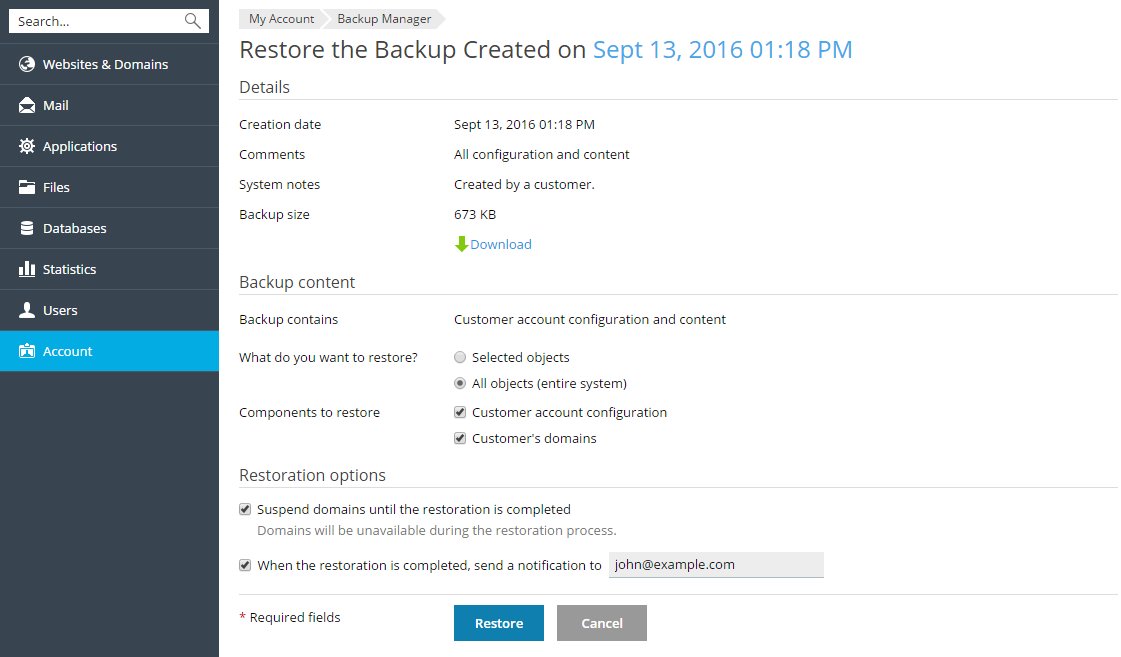 Search...
Websites & Domains
Mail
Applications
Files
Databases
Statistics
Users
Account
My Account
Backup Manager
Restore the Backup Created on Sept 13, 2016 01:18 PM
Details
Creation date Sept 13, 2016 01:18 PM
Comments All configuration and content
System notes Created by a customer.
Backup size 673 KB
Download
Backup content
Backup contains Customer account configuration and content
What do you want to restore? Selected objects
All objects (entire system)
Components to restore Customer account configuration
Customer's domains
Restoration options
Suspend domains until the restoration is completed
Domains will be unavailable during the restoration process.
When the restoration is completed, send a notification to john@example.com
* Required fields
Restore
Cancel